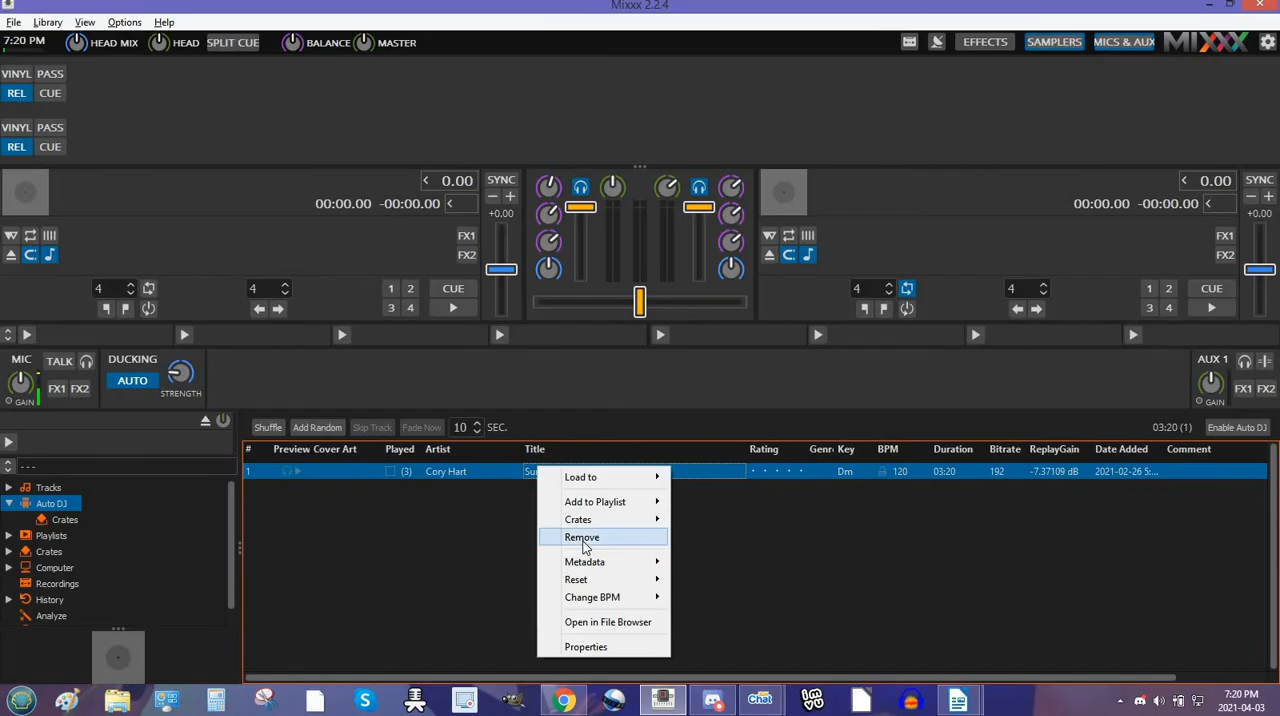 Mixxx 2.2.4
File Library View Options Help
7:20 PM HEAD MIX HEAD SPLIT CUE BALANCE MASTER EFFECTS SAMPLERS MICS & AUX MIXXX
VINYL PASS
REL CUE
VINYL PASS
REL CUE
0.00 SYNC 0.00 SYNC
00:00.00 -00:00.00 +0.00 00:00.00 -00:00.00 +0.00
FX1 FX1
FX2 FX2
4 4 1 2 CUE 4 4 1 2 CUE
3 4 3 4
MIC TALK DUCKING AUX 1
AUTO
GAIN FX1 FX2 STRENGTH GAIN FX1 FX2
Shuffle Add Random Skip Track Fade Now 10 SEC. 03:20 (1) Enable Auto DJ
# Preview Cover Art Played Artist Title Rating Genre Key BPM Duration Bitrate ReplayGain Date Added Comment
1 (3) Cory Hart Dm 120 03:20 192 -7.37109 dB 2021-02-26 5:...
---
Tracks
Auto DJ
Crates
Playlists
Crates
Computer
Recordings
History
Analyze
Load to
Add to Playlist
Crates
Remove
Metadata
Reset
Change BPM
Open in File Browser
Properties
Chat
7:20 PM
2021-04-03